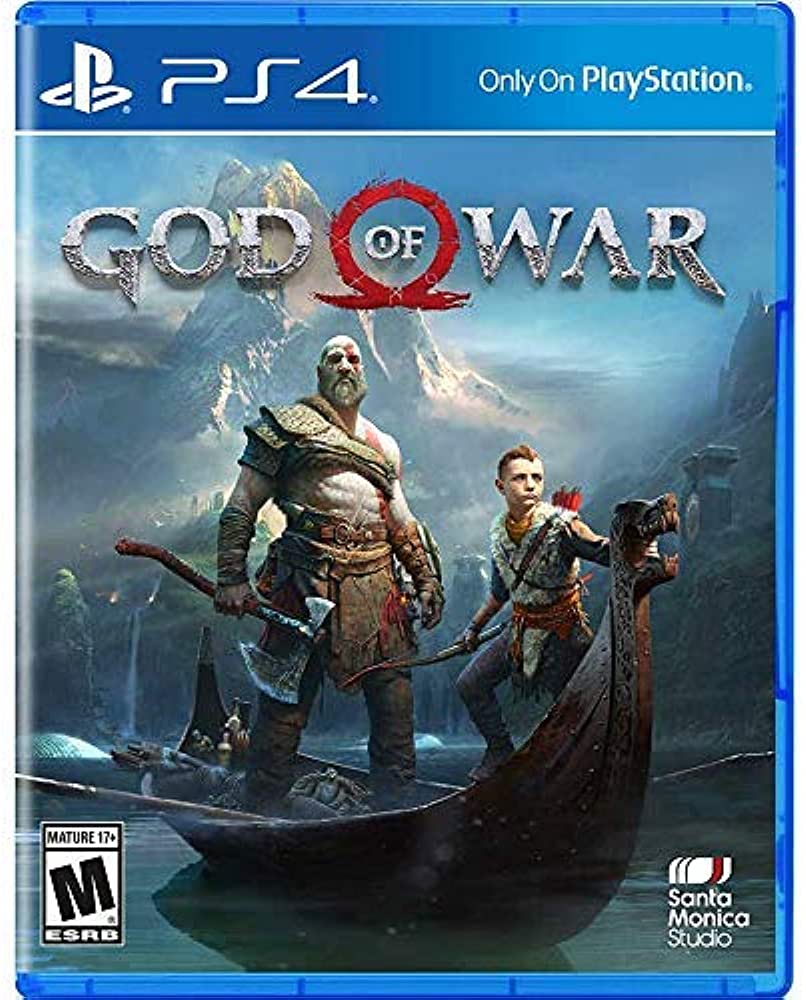 PS4
Only On PlayStation
GOD OF WAR
MATURE 17+
M
ESRB
Santa
Monica
Studio